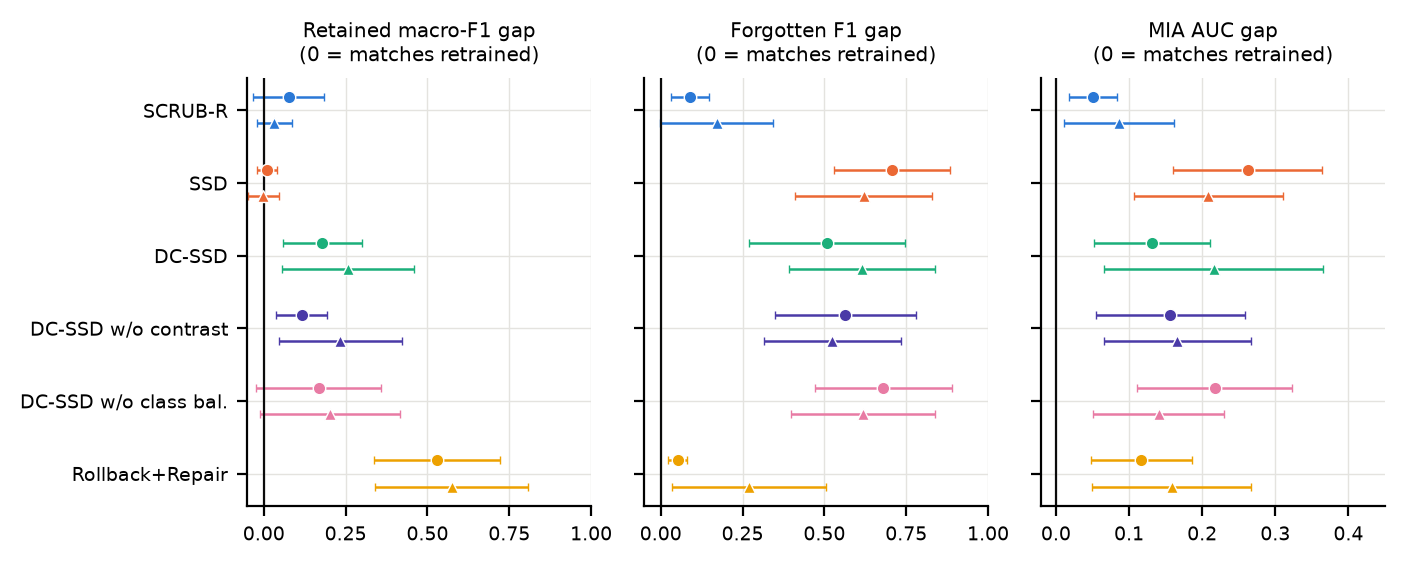 Retained macro-F1 gap
(0 = matches retrained)
Forgotten F1 gap
(0 = matches retrained)
MIA AUC gap
(0 = matches retrained)
SCRUB-R
SSD
DC-SSD
DC-SSD w/o contrast
DC-SSD w/o class bal.
Rollback+Repair
0.00 0.25 0.50 0.75 1.00
0.00 0.25 0.50 0.75 1.00
0.0 0.1 0.2 0.3 0.4